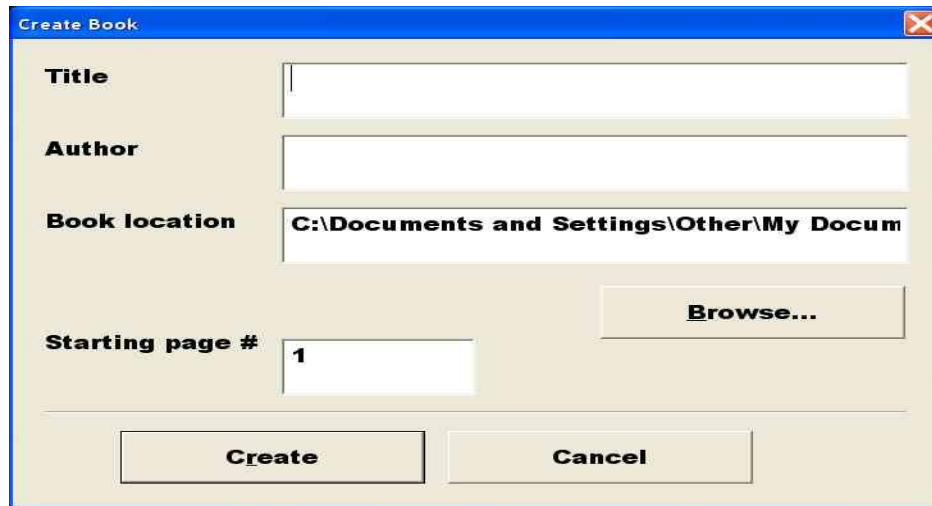 Create Book
Title
Author
Book location
C:\Documents and Settings\Other\My Docum
Browse...
Starting page #
1
Create
Cancel